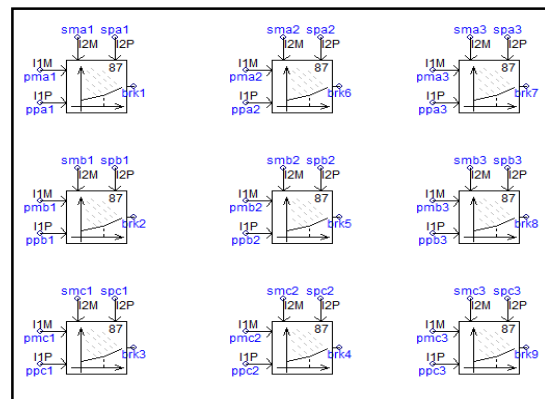 sma1 spa1
I2M I2P
I1M 87
pma1
I1P brk1
ppa1
sma2 spa2
I2M I2P
I1M 87
pma2
I1P brk6
ppa2
sma3 spa3
I2M I2P
I1M 87
pma3
I1P brk7
ppa3
smb1 spb1
I2M I2P
I1M 87
pmb1
I1P brk2
ppb1
smb2 spb2
I2M I2P
I1M 87
pmb2
I1P brk5
ppb2
smb3 spb3
I2M I2P
I1M 87
pmb3
I1P brk8
ppb3
smc1 spc1
I2M I2P
I1M 87
pmc1
I1P brk3
ppc1
smc2 spc2
I2M I2P
I1M 87
pmc2
I1P brk4
ppc2
smc3 spc3
I2M I2P
I1M 87
pmc3
I1P brk9
ppc3